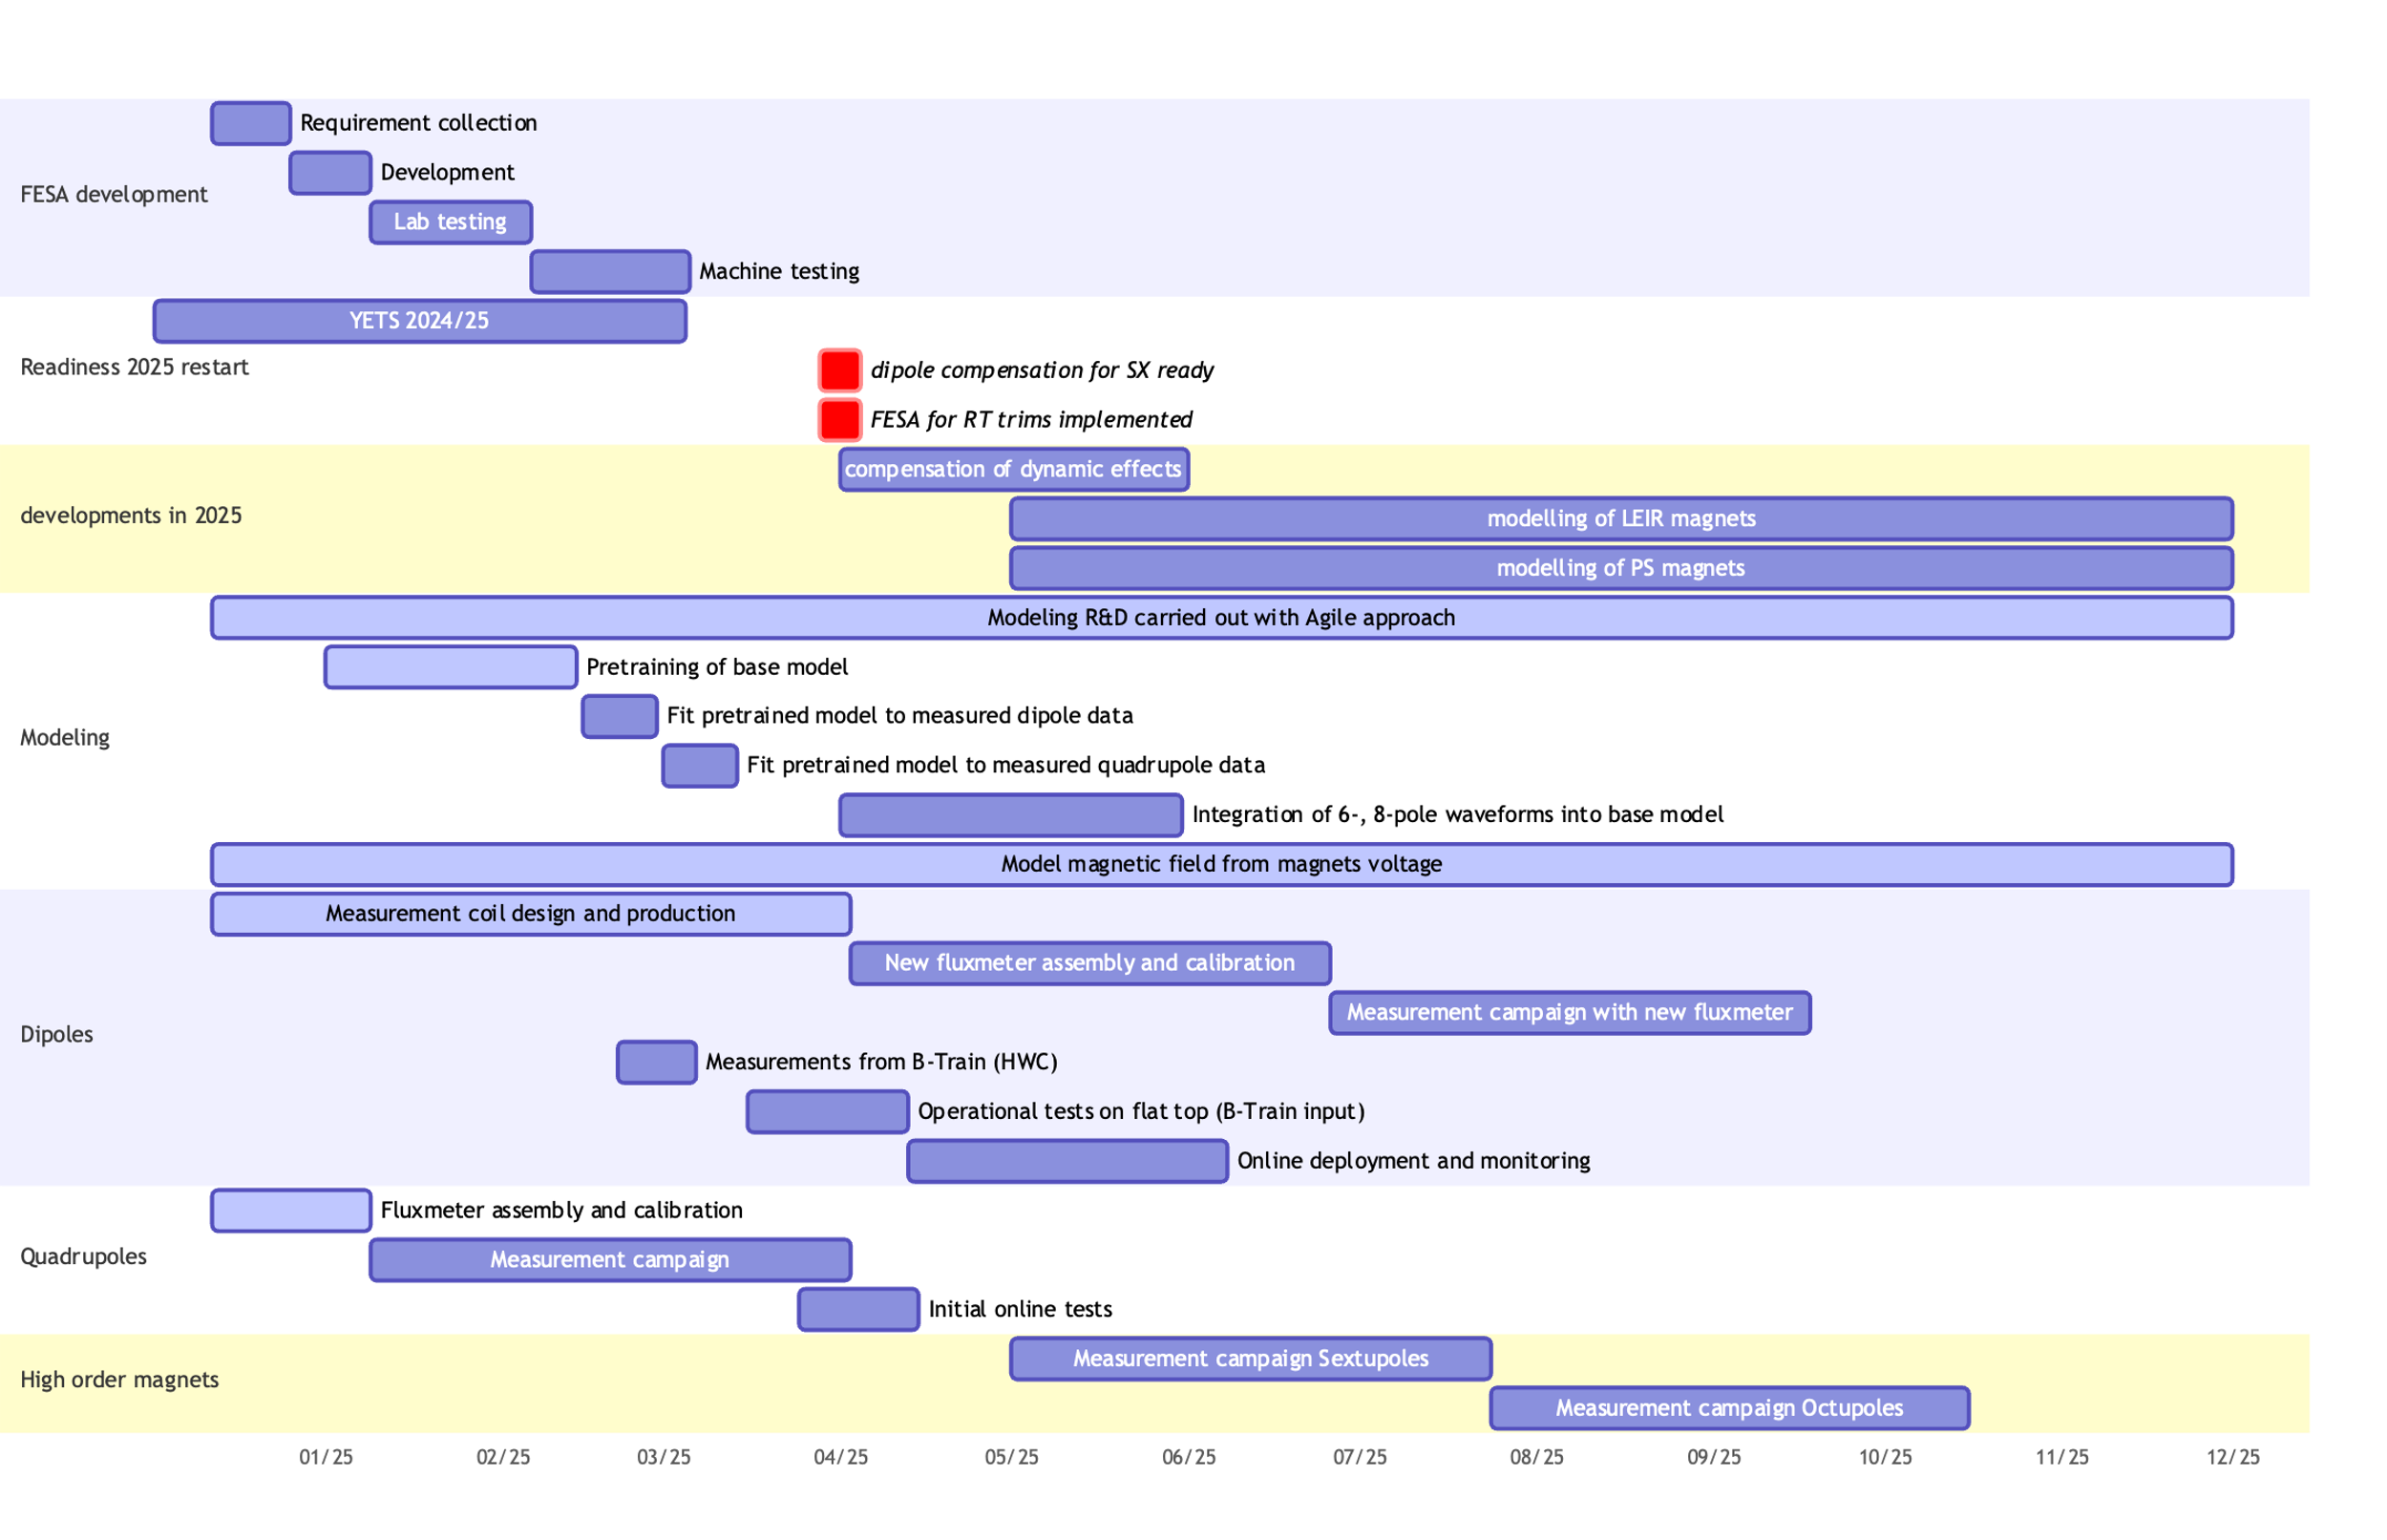 FESA development
Requirement collection
Development
Lab testing
Machine testing
Readiness 2025 restart
YETS 2024/25
dipole compensation for SX ready
FESA for RT trims implemented
developments in 2025
compensation of dynamic effects
modelling of LEIR magnets
modelling of PS magnets
Modeling
Modeling R&D carried out with Agile approach
Pretraining of base model
Fit pretrained model to measured dipole data
Fit pretrained model to measured quadrupole data
Integration of 6-, 8-pole waveforms into base model
Model magnetic field from magnets voltage
Dipoles
Measurement coil design and production
New fluxmeter assembly and calibration
Measurement campaign with new fluxmeter
Measurements from B-Train (HWC)
Operational tests on flat top (B-Train input)
Online deployment and monitoring
Quadrupoles
Fluxmeter assembly and calibration
Measurement campaign
Initial online tests
High order magnets
Measurement campaign Sextupoles
Measurement campaign Octupoles
01/25 02/25 03/25 04/25 05/25 06/25 07/25 08/25 09/25 10/25 11/25 12/25